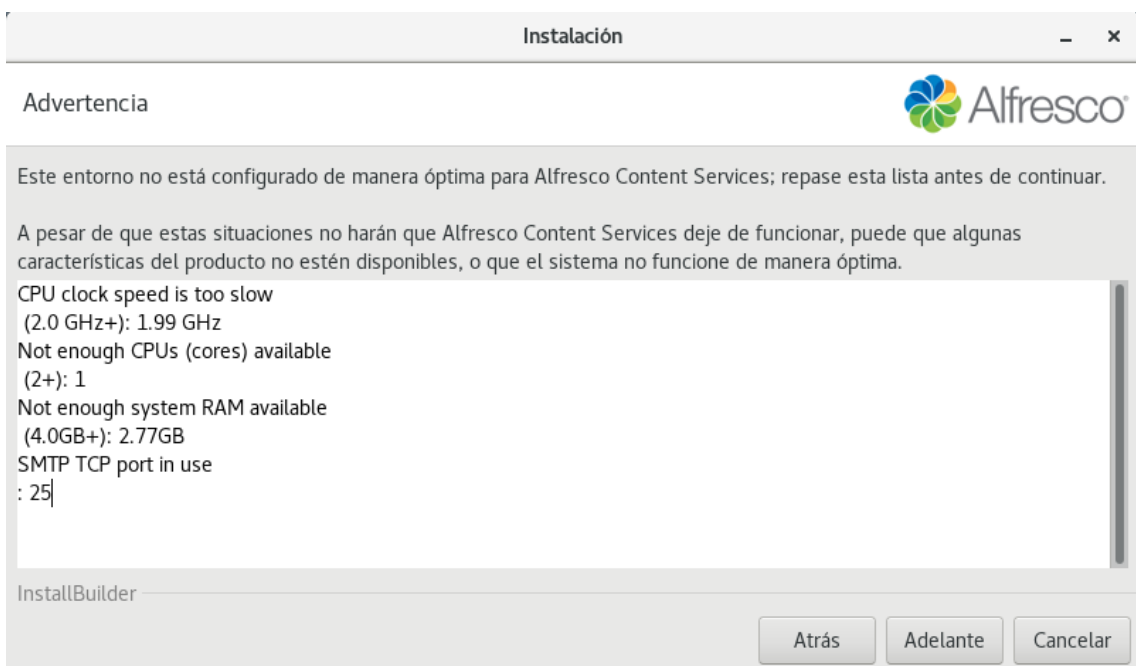 Instalación
Advertencia
Alfresco
Este entorno no está configurado de manera óptima para Alfresco Content Services; repase esta lista antes de continuar.
A pesar de que estas situaciones no harán que Alfresco Content Services deje de funcionar, puede que algunas
características del producto no estén disponibles, o que el sistema no funcione de manera óptima.
CPU clock speed is too slow
(2.0 GHz+): 1.99 GHz
Not enough CPUs (cores) available
(2+): 1
Not enough system RAM available
(4.0GB+): 2.77GB
SMTP TCP port in use
: 25
InstallBuilder
Atrás
Adelante
Cancelar